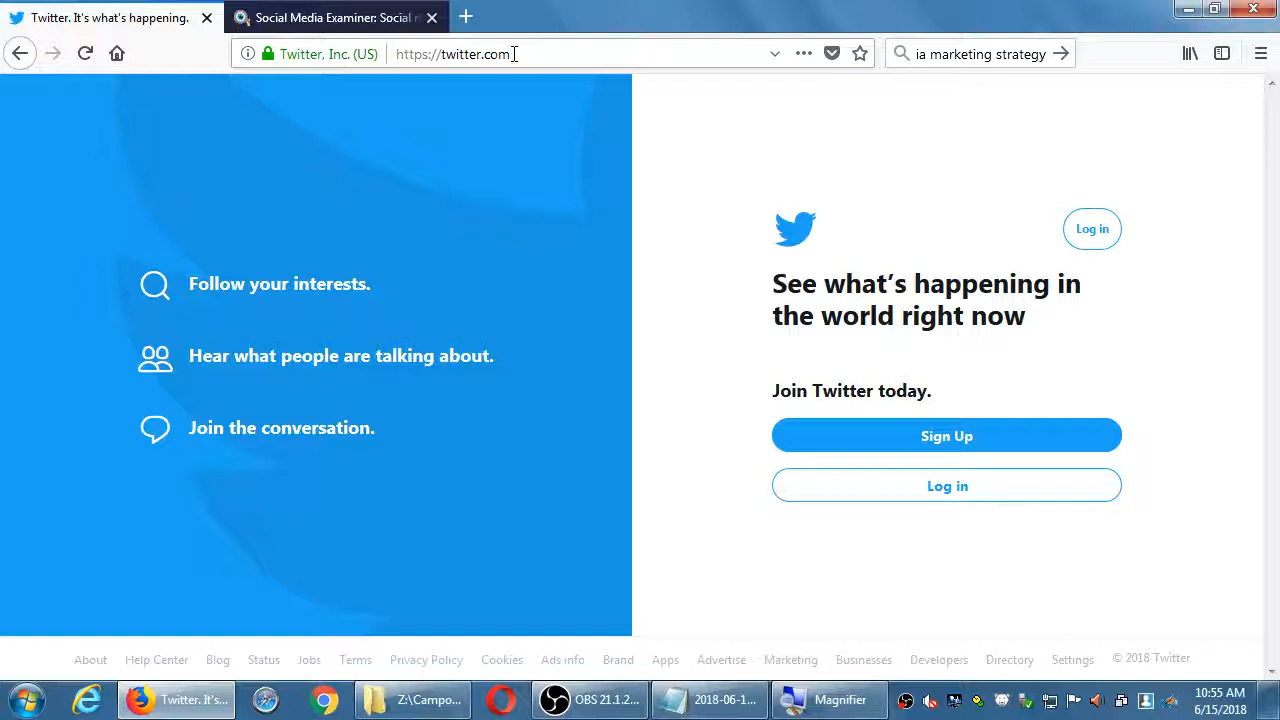 Twitter. It's what's happening.
Social Media Examiner: Social
Twitter, Inc. (US)
https://twitter.com
ia marketing strategy
Log in
Follow your interests.
Hear what people are talking about.
Join the conversation.
See what's happening in
the world right now
Join Twitter today.
Sign Up
Log in
About Help Center Blog Status Jobs Terms Privacy Policy Cookies Ads info Brand Apps Advertise Marketing Businesses Developers Directory Settings © 2018 Twitter
Twitter. It's...
Z:\Campo...
OBS 21.1.2...
2018-06-1...
Magnifier
10:55 AM
6/15/2018